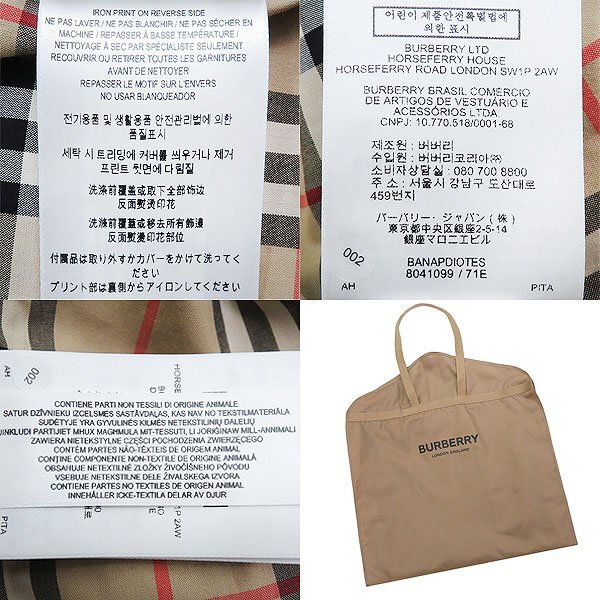 IRON PRINT ON REVERSE SIDE
NE PAS LAVER / NE PAS BLANCHIR / NE PAS SÉCHER EN
MACHINE / REPASSER À BASSE TEMPÉRATURE /
NETTOYAGE À SEC PAR SPÉCIALISTE SEULEMENT
RECOUVRIR OU RETIRER TOUTES LES GARNITURES
AVANT DE NETTOYER
REPASSER LE MOTIF SUR L'ENVERS
NO USAR BLANQUEADOR
전기용품 및 생활용품 안전관리법에 의한
품질표시
세탁 시 트리밍에 커버를 씌우거나 제거
프린트 뒷면에 다림질
洗涤前覆盖或取下全部饰边
反面熨烫印花
洗滌前覆蓋或移去所有飾邊
反面熨燙印花部位
付属品は取り外すかカバーをかけて洗ってく
ださい
プリント部は裏側からアイロンしてください
어린이 제품안전특별법에
의한 표시
BURBERRY LTD
HORSEFERRY HOUSE
HORSEFERRY ROAD LONDON SW1P 2AW
BURBERRY BRASIL COMÉRCIO
DE ARTIGOS DE VESTUÁRIO E
ACESSÓRIOS LTDA.
CNPJ: 10.770.518/0001-68
제조원 : 버버리
수입원 : 버버리코리아㈜
소비자상담실 : 080 700 8800
주 소 : 서울시 강남구 도산대로
459번지
バーバリー・ジャパン(株)
東京都中央区銀座2-5-14
銀座マロニエビル
002
BANAPDIOTES
8041099 / 71E
AH
PITA
AH
002
HORSE
CONTIENE PARTI NON TESSILI DI ORIGINE ANIMALE
SATUR DZĪVNIEKU IZCELSMES SASTĀVDAĻAS, KAS NAV NO TEKSTILMATERIĀLA
SUDĖTYJE YRA GYVULINĖS KILMĖS NETEKSTILINIŲ DALELIŲ
JINKLUDI PARTIJIET MHUX MAGHMULA MIT-TESSUTI, LI JORIĠINAW MILL-ANNIMALI
ZAWIERA NIETEKSTYLNE CZĘŚCI POCHODZENIA ZWIERZĘCEGO
CONTÉM PARTES NÃO-TÊXTEIS DE ORIGEM ANIMAL
CONȚINE COMPONENTE NON-TEXTILE DE ORIGINE ANIMALĂ
OBSAHUJE NETEXTILNÉ ZLOŽKY ŽIVOČÍŠNEHO PÔVODU
VSEBUJE NETEKSTILNE DELE ŽIVALSKEGA IZVORA
CONTIENE PARTES NO TEXTILES DE ORIGEN ANIMAL
INNEHÅLLER ICKE-TEXTILA DELAR AV DJUR
PITA
1P 2AW
BURBERRY
LONDON ENGLAND